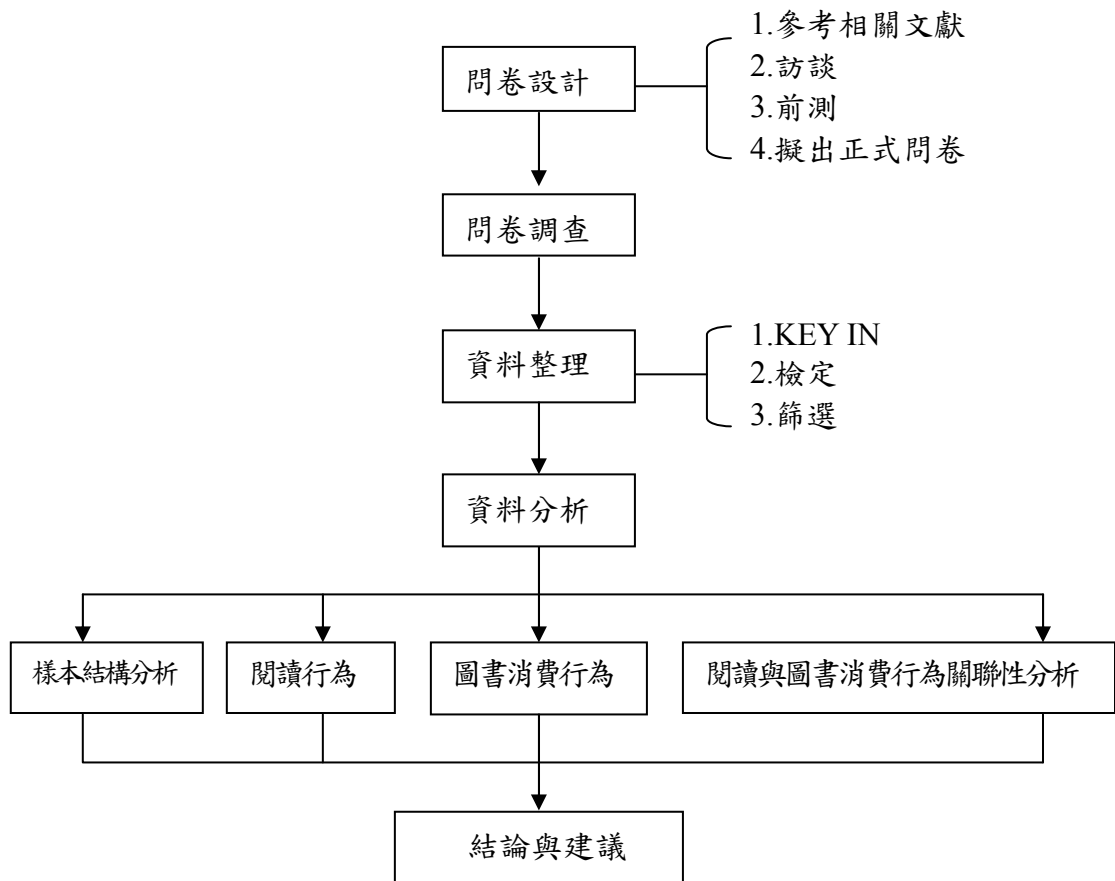 1.參考相關文獻
問卷設計
2.訪談
3.前測
4.擬出正式問卷
問卷調查
1.KEY IN
資料整理
2.檢定
3.篩選
資料分析
樣本結構分析
閱讀行為
圖書消費行為
閱讀與圖書消費行為關聯性分析
結論與建議